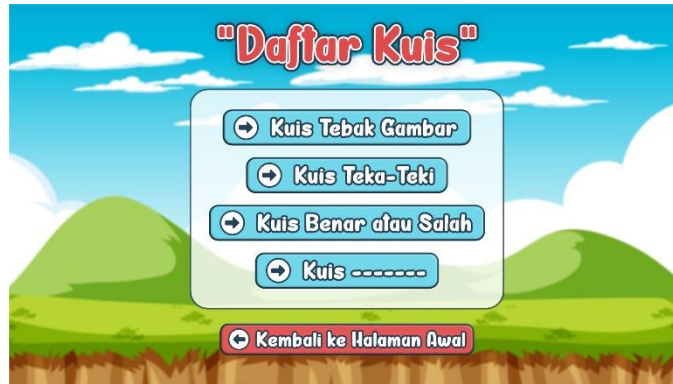 "Daftar Kuis"
Kuis Tebak Gambar
Kuis Teka-Teki
Kuis Benar atau Salah
Kuis -------
Kembali ke Halaman Awal